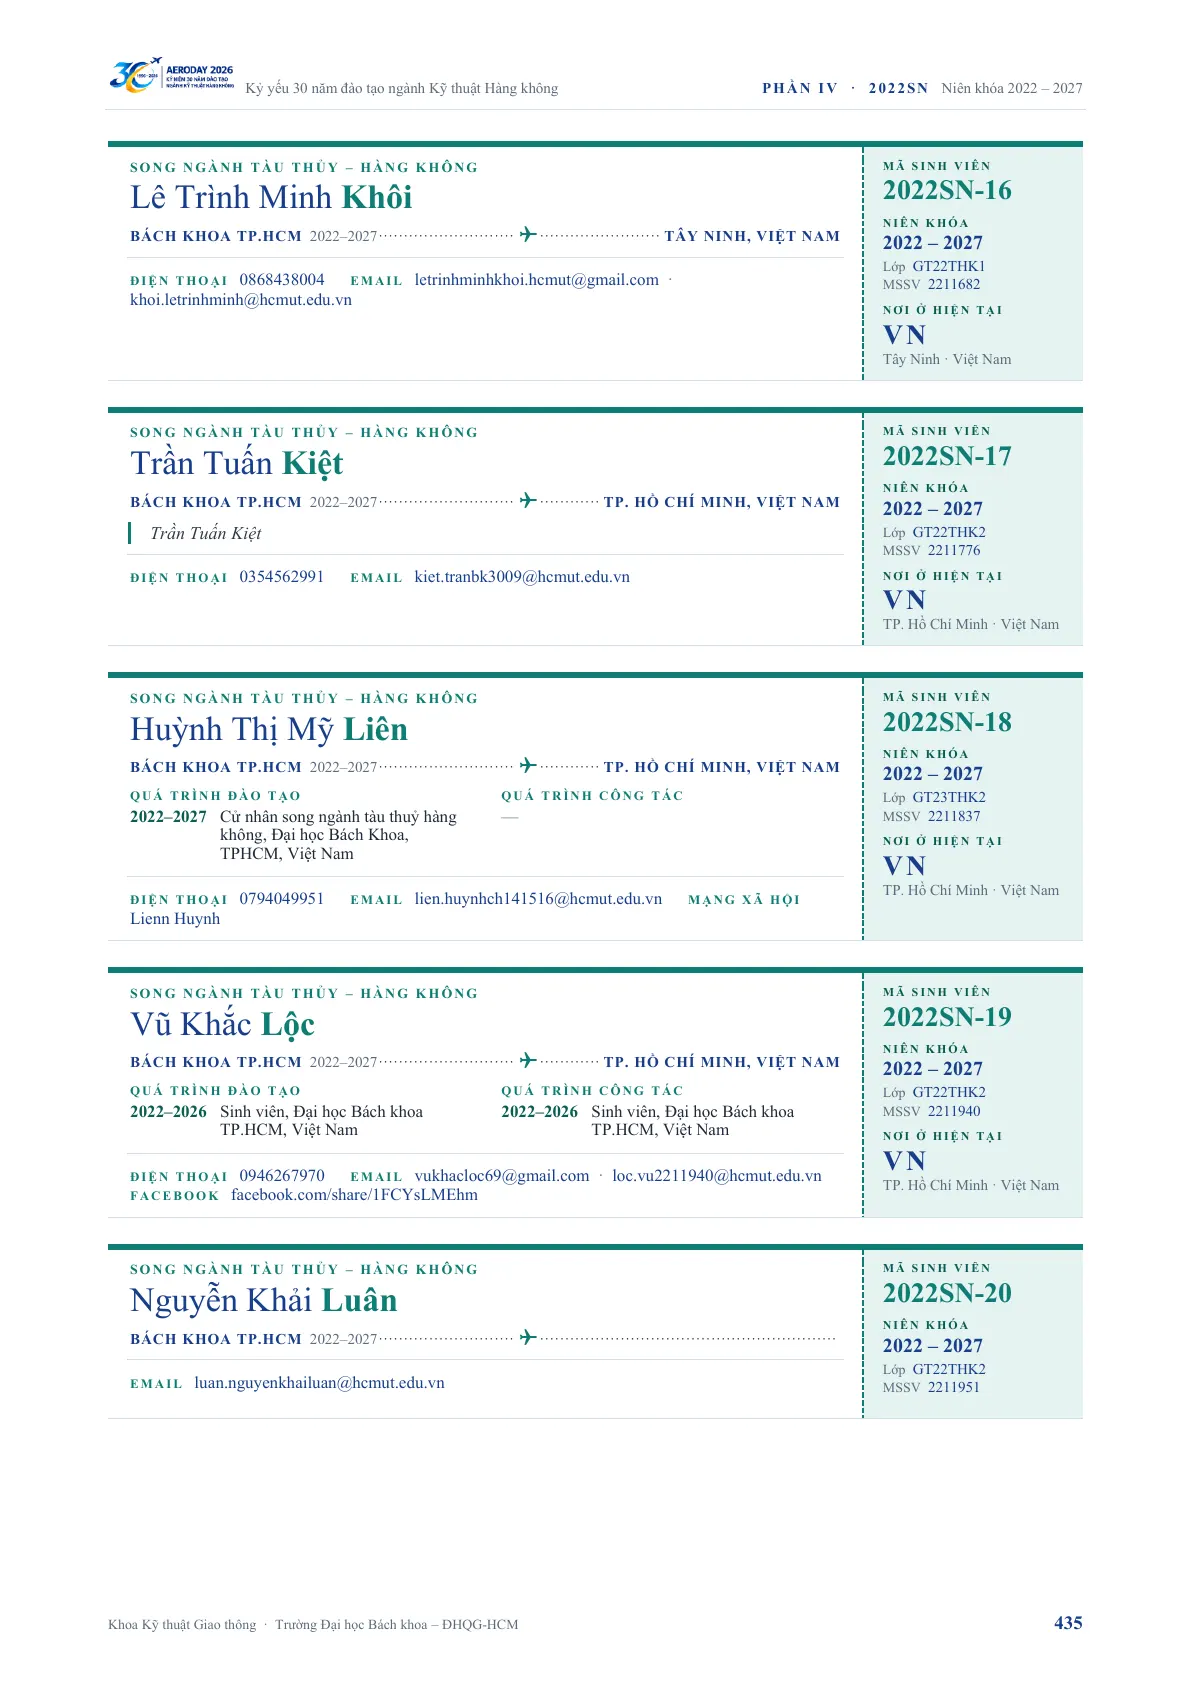 30
1996 - 2026
AERODAY 2026
KỶ NIỆM 30 NĂM ĐÀO TẠO
NGÀNH KỸ THUẬT HÀNG KHÔNG
Kỷ yếu 30 năm đào tạo ngành Kỹ thuật Hàng không
PHẦN IV · 2022SN Niên khóa 2022 – 2027
SONG NGÀNH TÀU THỦY – HÀNG KHÔNG
Lê Trình Minh Khôi
BÁCH KHOA TP.HCM 2022–2027 TÂY NINH, VIỆT NAM
ĐIỆN THOẠI 0868438004 EMAIL letrinhminhkhoi.hcmut@gmail.com ·
khoi.letrinhminh@hcmut.edu.vn
MÃ SINH VIÊN
2022SN-16
NIÊN KHÓA
2022 – 2027
Lớp GT22THK1
MSSV 2211682
NƠI Ở HIỆN TẠI
VN
Tây Ninh · Việt Nam
SONG NGÀNH TÀU THỦY – HÀNG KHÔNG
Trần Tuấn Kiệt
BÁCH KHOA TP.HCM 2022–2027 TP. HỒ CHÍ MINH, VIỆT NAM
Trần Tuấn Kiệt
ĐIỆN THOẠI 0354562991 EMAIL kiet.tranbk3009@hcmut.edu.vn
MÃ SINH VIÊN
2022SN-17
NIÊN KHÓA
2022 – 2027
Lớp GT22THK2
MSSV 2211776
NƠI Ở HIỆN TẠI
VN
TP. Hồ Chí Minh · Việt Nam
SONG NGÀNH TÀU THỦY – HÀNG KHÔNG
Huỳnh Thị Mỹ Liên
BÁCH KHOA TP.HCM 2022–2027 TP. HỒ CHÍ MINH, VIỆT NAM
QUÁ TRÌNH ĐÀO TẠO
2022–2027 Cử nhân song ngành tàu thuỷ hàng
không, Đại học Bách Khoa,
TPHCM, Việt Nam
QUÁ TRÌNH CÔNG TÁC
—
ĐIỆN THOẠI 0794049951 EMAIL lien.huynhch141516@hcmut.edu.vn MẠNG XÃ HỘI
Lienn Huynh
MÃ SINH VIÊN
2022SN-18
NIÊN KHÓA
2022 – 2027
Lớp GT23THK2
MSSV 2211837
NƠI Ở HIỆN TẠI
VN
TP. Hồ Chí Minh · Việt Nam
SONG NGÀNH TÀU THỦY – HÀNG KHÔNG
Vũ Khắc Lộc
BÁCH KHOA TP.HCM 2022–2027 TP. HỒ CHÍ MINH, VIỆT NAM
QUÁ TRÌNH ĐÀO TẠO
2022–2026 Sinh viên, Đại học Bách khoa
TP.HCM, Việt Nam
QUÁ TRÌNH CÔNG TÁC
2022–2026 Sinh viên, Đại học Bách khoa
TP.HCM, Việt Nam
ĐIỆN THOẠI 0946267970 EMAIL vukhacloc69@gmail.com · loc.vu2211940@hcmut.edu.vn
FACEBOOK facebook.com/share/1FCYsLMEhm
MÃ SINH VIÊN
2022SN-19
NIÊN KHÓA
2022 – 2027
Lớp GT22THK2
MSSV 2211940
NƠI Ở HIỆN TẠI
VN
TP. Hồ Chí Minh · Việt Nam
SONG NGÀNH TÀU THỦY – HÀNG KHÔNG
Nguyễn Khải Luân
BÁCH KHOA TP.HCM 2022–2027
EMAIL luan.nguyenkhailuan@hcmut.edu.vn
MÃ SINH VIÊN
2022SN-20
NIÊN KHÓA
2022 – 2027
Lớp GT22THK2
MSSV 2211951
Khoa Kỹ thuật Giao thông · Trường Đại học Bách khoa – ĐHQG-HCM
435